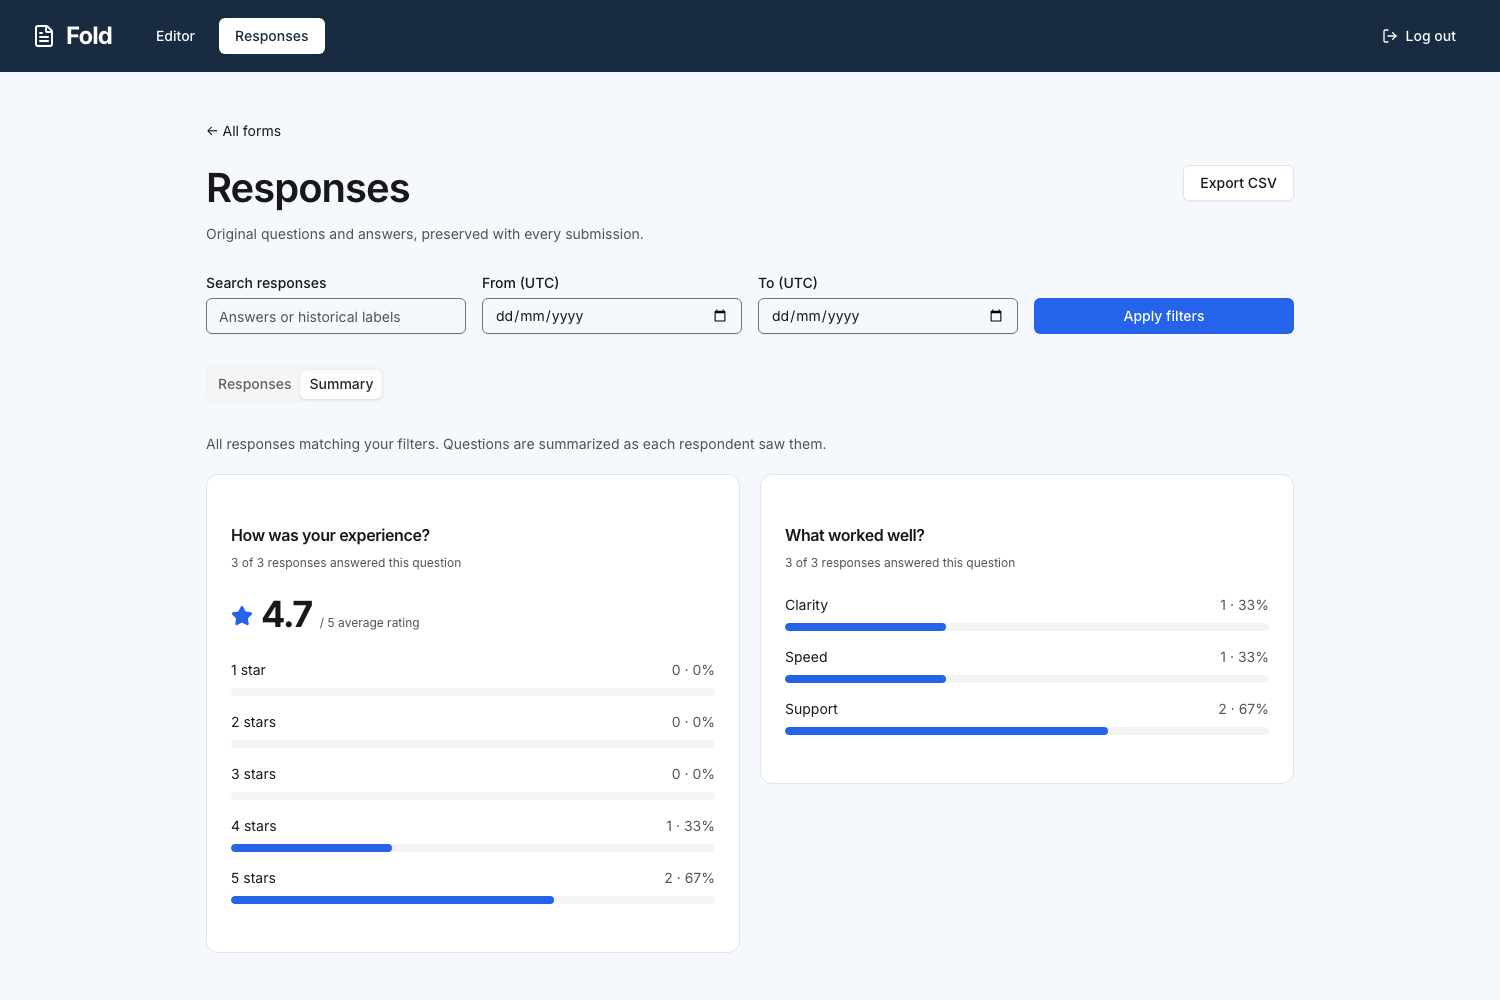 Fold
Editor
Responses
Log out
← All forms
Responses
Export CSV
Original questions and answers, preserved with every submission.
Search responses
From (UTC)
To (UTC)
Answers or historical labels
dd/mm/yyyy
dd/mm/yyyy
Apply filters
Responses
Summary
All responses matching your filters. Questions are summarized as each respondent saw them.
How was your experience?
3 of 3 responses answered this question
4.7 / 5 average rating
1 star 0 · 0%
2 stars 0 · 0%
3 stars 0 · 0%
4 stars 1 · 33%
5 stars 2 · 67%
What worked well?
3 of 3 responses answered this question
Clarity 1 · 33%
Speed 1 · 33%
Support 2 · 67%